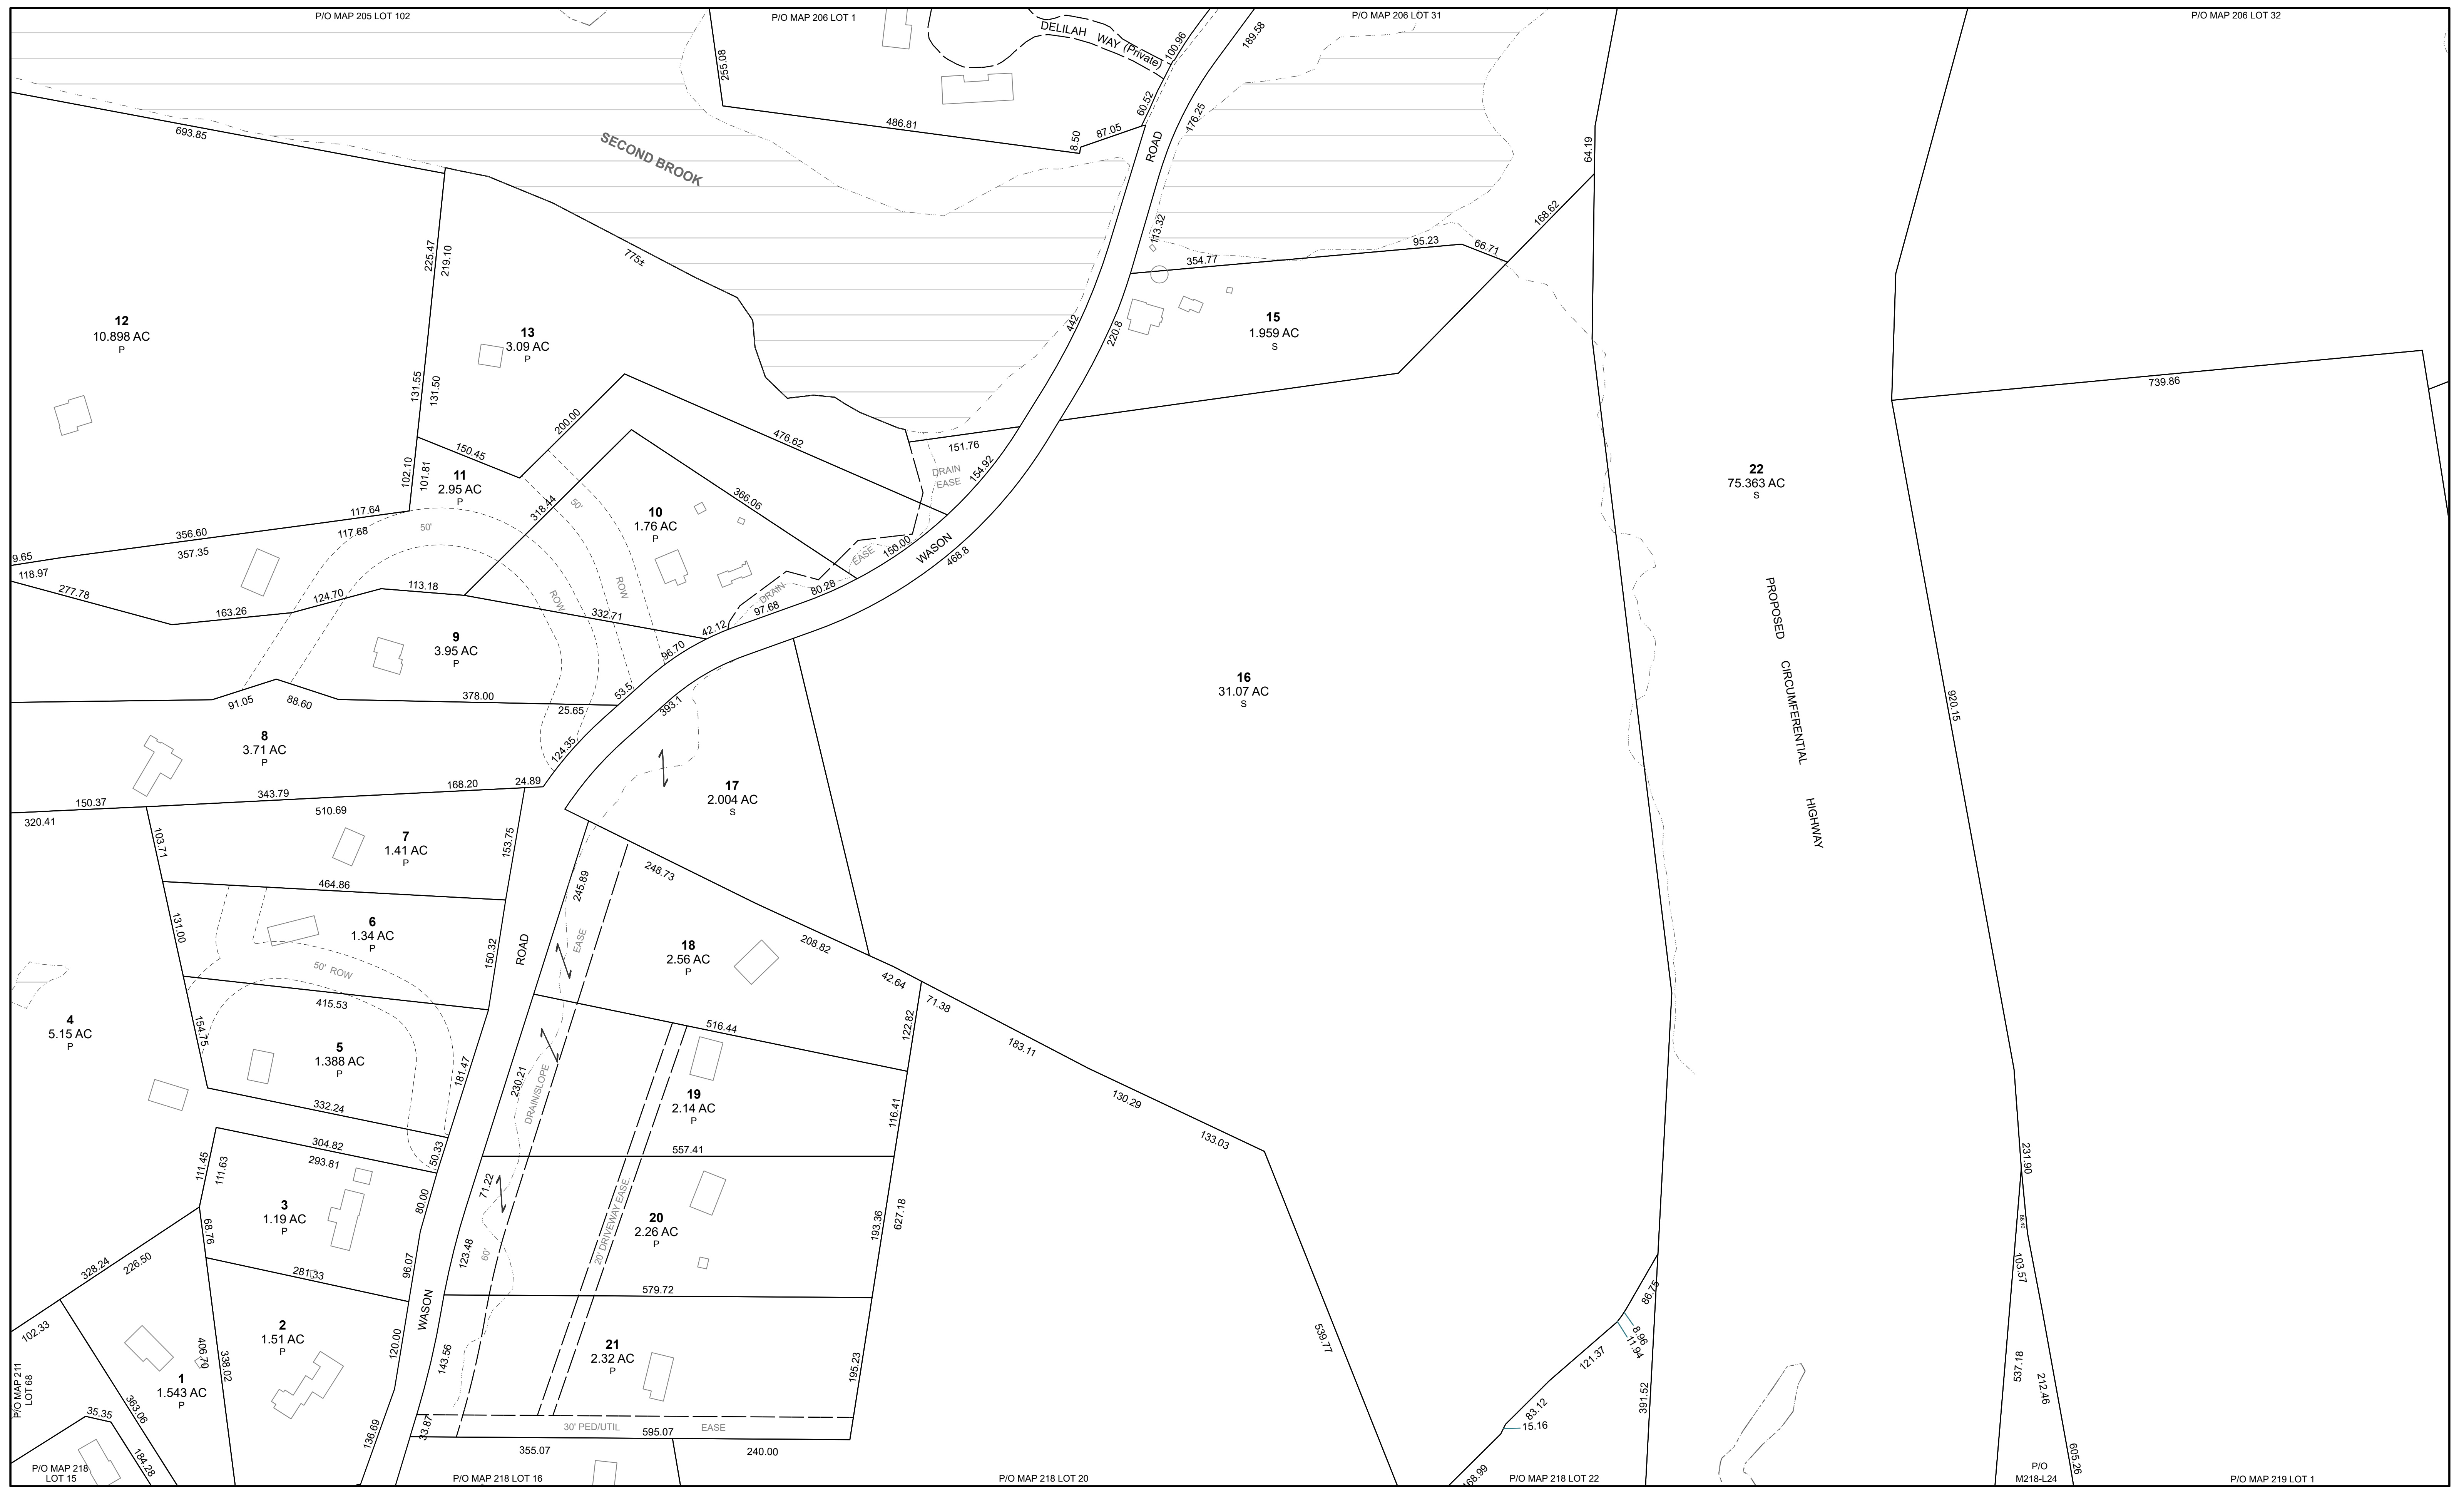 P/O MAP 205 LOT 102
P/O MAP 206 LOT 1
P/O MAP 206 LOT 31
P/O MAP 206 LOT 32
DELILAH WAY (Private)
100.96
189.58
255.08
60.52
486.81
8.50
87.05
176.25
ROAD
64.19
693.85
SECOND BROOK
113.32
168.62
95.23
66.71
354.77
225.47
219.10
775±
12
10.898 AC
P
13
3.09 AC
P
442
220.8
15
1.959 AC
S
739.86
131.55
131.50
200.00
476.62
151.76
150.45
102.10
101.81
11
2.95 AC
P
DRAIN
EASE
154.92
22
75.363 AC
S
318.44
50'
366.06
10
1.76 AC
P
117.64
117.68
50'
356.60
357.35
9.65
118.97
277.78
163.26
124.70
113.18
ROW
ROW
332.71
EASE
150.00
WASON
468.8
DRAIN
80.28
97.68
42.12
PROPOSED CIRCUMFERENTIAL HIGHWAY
9
3.95 AC
P
96.70
53.5
393.1
16
31.07 AC
S
91.05
88.60
378.00
25.65
920.15
8
3.71 AC
P
124.35
17
2.004 AC
S
150.37
343.79
168.20
24.89
320.41
510.69
103.71
7
1.41 AC
P
153.75
464.86
245.89
248.73
131.00
6
1.34 AC
P
150.32
ROAD
EASE
18
2.56 AC
P
208.82
42.64
71.38
50' ROW
415.53
4
5.15 AC
P
154.75
5
1.388 AC
P
181.47
516.44
122.82
183.11
230.21
DRAIN/SLOPE
19
2.14 AC
P
130.29
332.24
116.41
133.03
304.82
293.81
50.33
557.41
111.45
111.63
231.90
3
1.19 AC
P
80.00
71.22
20' DRIVEWAY EASE
20
2.26 AC
P
193.36
627.18
68.76
88.40
328.24
226.50
281.33
96.07
123.48
60'
103.57
579.72
86.75
102.33
WASON
8.96
11.94
539.77
2
1.51 AC
P
406.70
338.02
120.00
143.56
21
2.32 AC
P
195.23
121.37
537.18
212.46
391.52
P/O MAP 211
LOT 68
1
1.543 AC
P
363.06
35.35
83.12
15.16
136.69
33.87
30' PED/UTIL EASE
595.07
355.07
240.00
184.28
605.26
P/O MAP 218
LOT 15
P/O MAP 218 LOT 16
P/O MAP 218 LOT 20
P/O MAP 218 LOT 22
P/O
M218-L24
P/O MAP 219 LOT 1